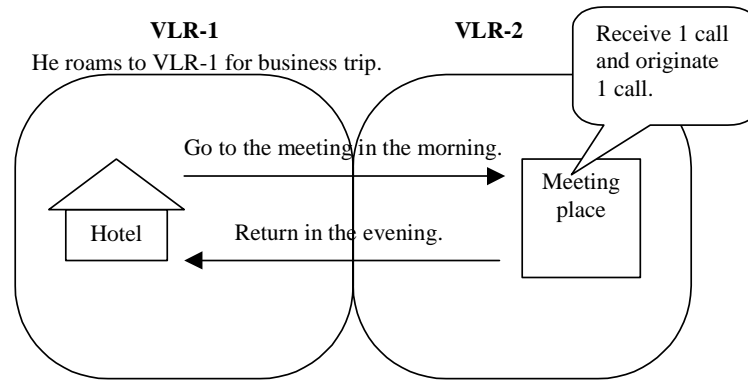 VLR-1
VLR-2
He roams to VLR-1 for business trip.
Receive 1 call
and originate
1 call.
Go to the meeting in the morning.
Meeting
place
Hotel
Return in the evening.